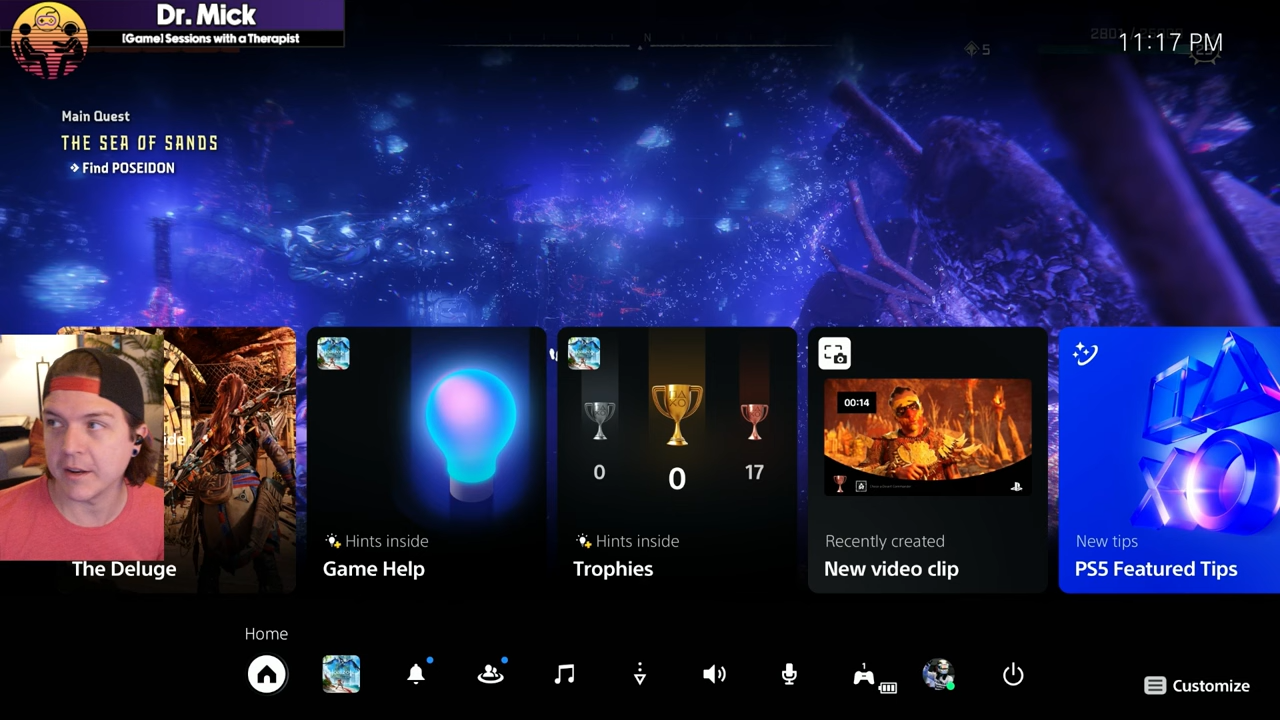 Dr. Mick
[Game] Sessions with a Therapist
N
5
11:17 PM
Main Quest
THE SEA OF SANDS
Find POSEIDON
The Deluge
Hints inside
Game Help
0
0
17
Hints inside
Trophies
00:14
Recently created
New video clip
New tips
PS5 Featured Tips
Home
1
Customize